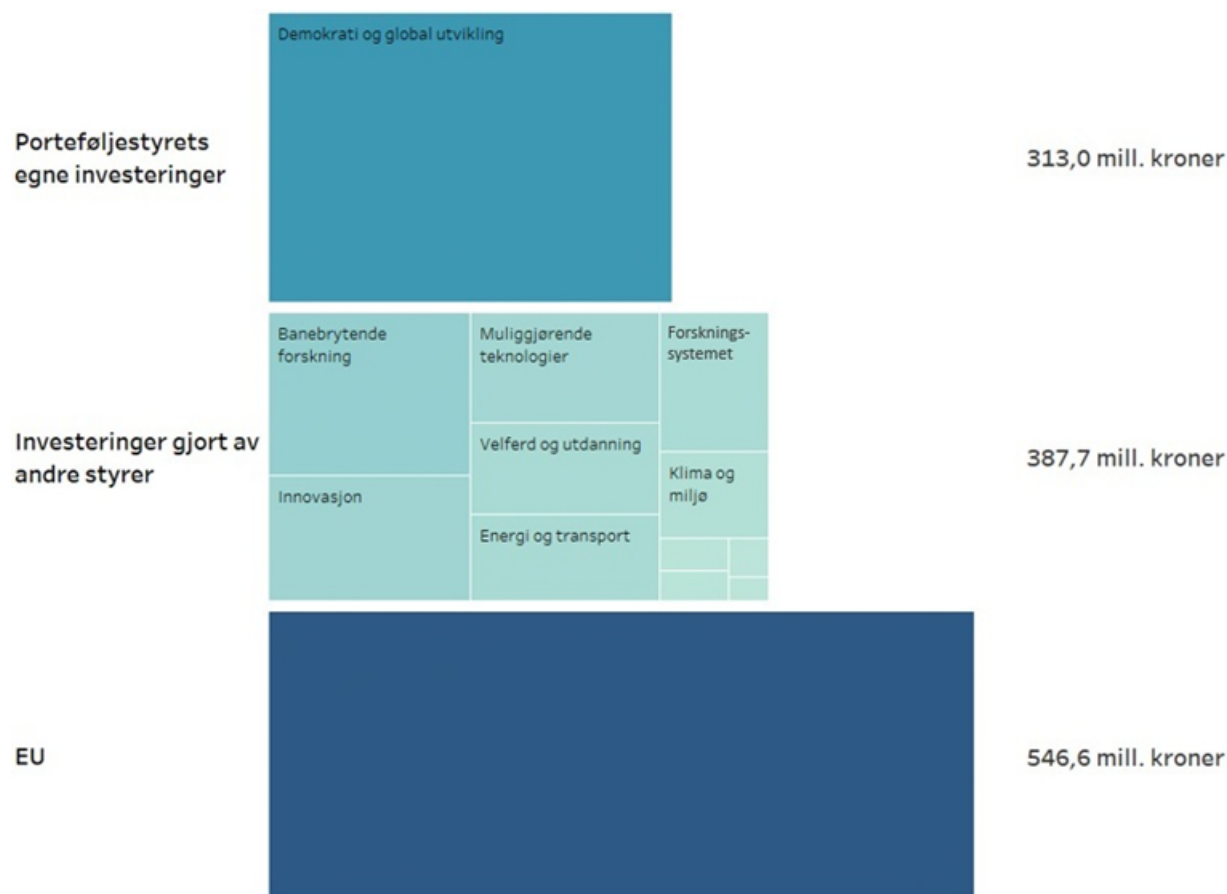 Demokrati og global utvikling
Porteføljestyrets
egne investeringer
313,0 mill. kroner
Banebrytende
forskning
Muliggjørende
teknologier
Forsknings-
systemet
Investeringer gjort av
andre styrer
Velferd og utdanning
Klima og
miljø
Innovasjon
Energi og transport
387,7 mill. kroner
EU
546,6 mill. kroner